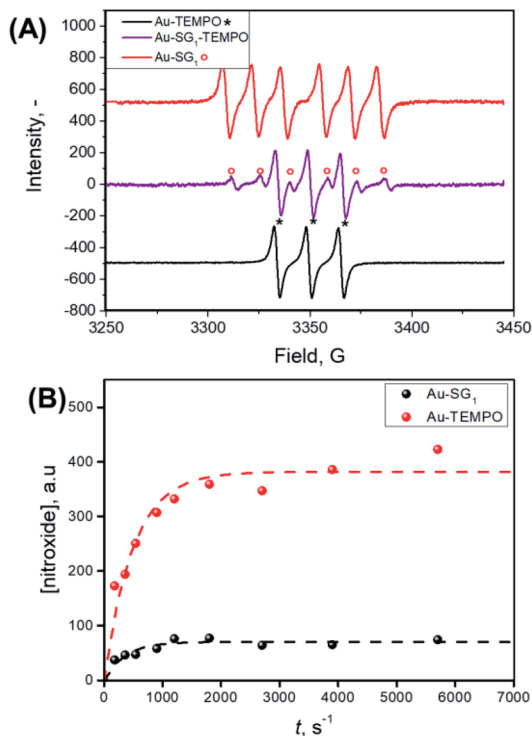 (A)
Au-TEMPO *
Au-SG₁-TEMPO
Au-SG₁ o
Intensity, -
1000
800
600
400
200
0
-200
-400
-600
-800
o o o o o o
* * *
3250 3300 3350 3400 3450
Field, G
(B)
Au-SG₁
Au-TEMPO
[nitroxide], a.u
500
400
300
200
100
0
0 1000 2000 3000 4000 5000 6000 7000
t, s⁻¹